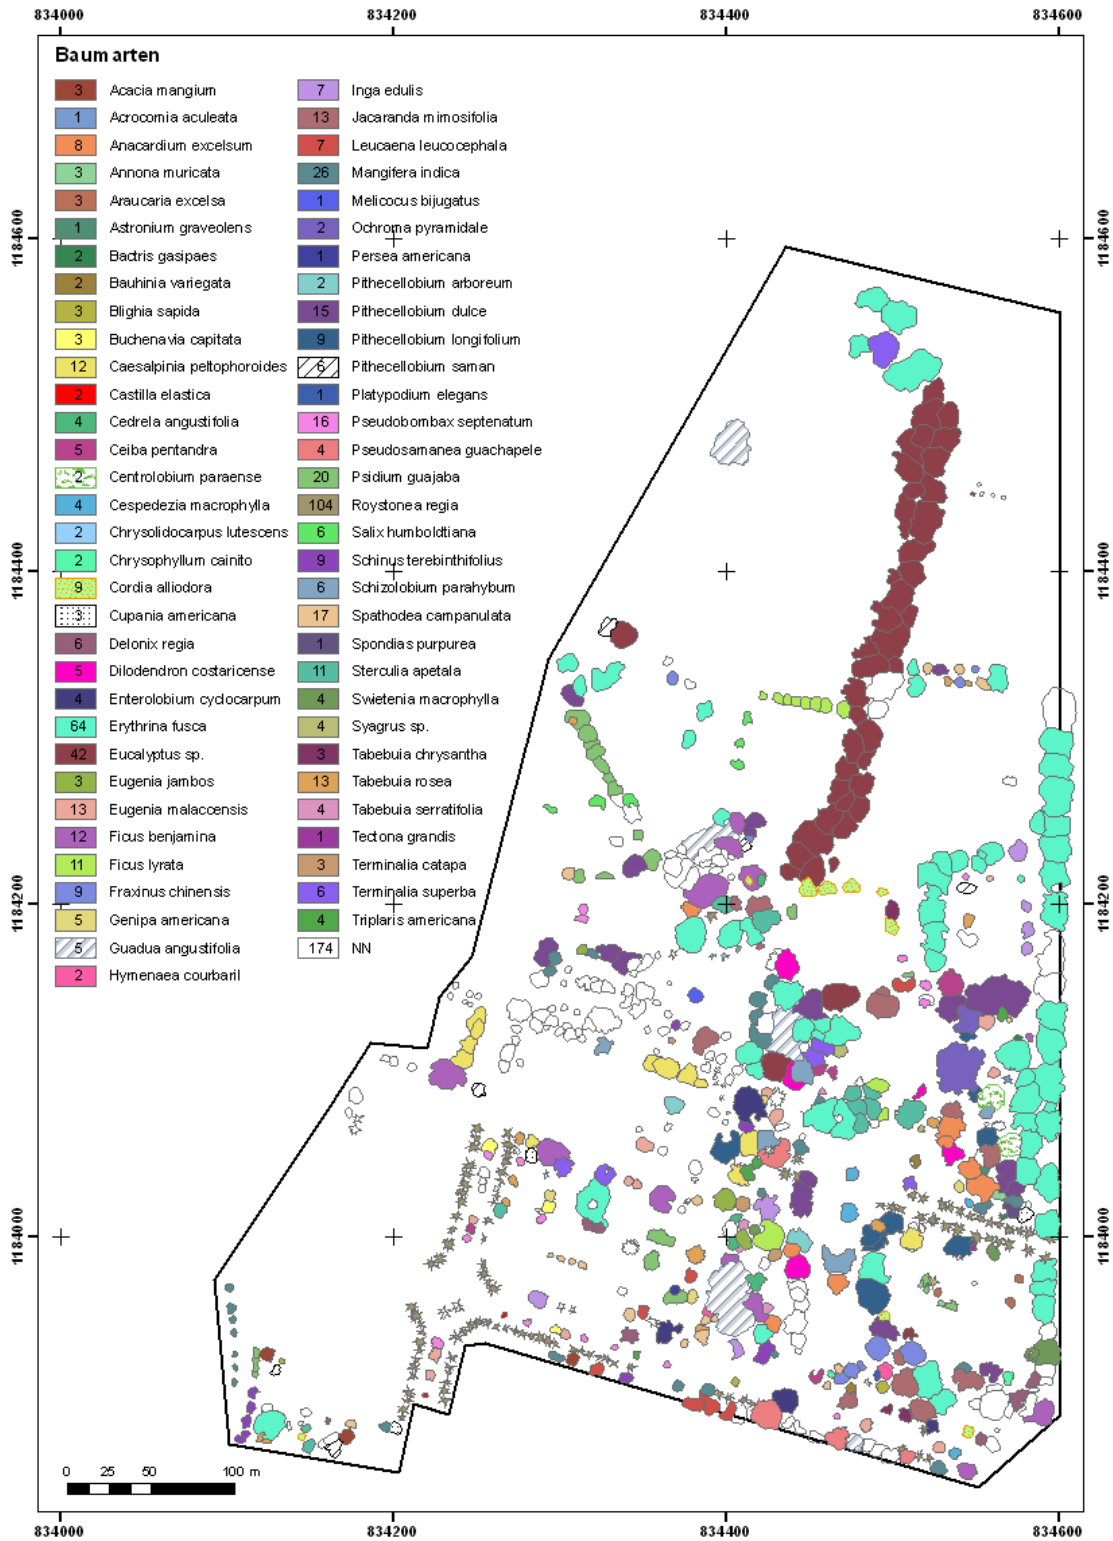 834000 834200 834400 834600
Baumarten
3 Acacia mangium
1 Acrocomia aculeata
8 Anacardium excelsum
3 Annona muricata
3 Araucaria excelsa
1 Astronium graveolens
2 Bactris gasipaes
2 Bauhinia variegata
3 Blighia sapida
3 Buchenavia capitata
12 Caesalpinia peltophoroides
2 Castilla elastica
4 Cedrela angustifolia
5 Ceiba pentandra
2 Centrolobium paraense
4 Cespedezia macrophylla
2 Chrysolidocarpus lutescens
2 Chrysophyllum cainito
9 Cordia alliodora
3 Cupania americana
6 Delonix regia
5 Dilodendron costaricense
4 Enterolobium cyclocarpum
64 Erythrina fusca
42 Eucalyptus sp.
3 Eugenia jambos
13 Eugenia malaccensis
12 Ficus benjamina
11 Ficus lyrata
9 Fraxinus chinensis
5 Genipa americana
5 Guadua angustifolia
2 Hymenaea courbaril
7 Inga edulis
13 Jacaranda mimosifolia
7 Leucaena leucocephala
26 Mangifera indica
1 Melicocus bijugatus
2 Ochroma pyramidale
1 Persea americana
2 Pithecellobium arboreum
15 Pithecellobium dulce
9 Pithecellobium longifolium
6 Pithecellobium saman
1 Platypodium elegans
16 Pseudobombax septenatum
4 Pseudosamanea guachapele
20 Psidium guajaba
104 Roystonea regia
6 Salix humboldtiana
9 Schinus terebinthifolius
6 Schizolobium parahybum
17 Spathodea campanulata
1 Spondias purpurea
11 Sterculia apetala
4 Swietenia macrophylla
4 Syagrus sp.
3 Tabebuia chrysantha
13 Tabebuia rosea
4 Tabebuia serratifolia
1 Tectona grandis
3 Terminalia catapa
6 Terminalia superba
4 Triplaris americana
174 NN
1184600
1184400
1184200
1184000
1184600
1184400
1184200
1184000
0 25 50 100 m
834000 834200 834400 834600